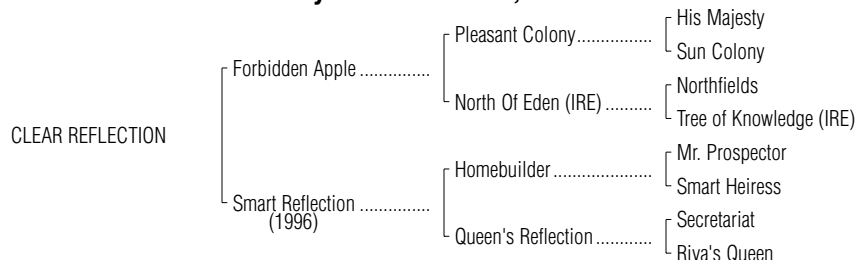 His Majesty
Pleasant Colony...............
Sun Colony
Forbidden Apple ...............
Northfields
North Of Eden (IRE) ..........
Tree of Knowledge (IRE)
CLEAR REFLECTION
Mr. Prospector
Homebuilder....................
Smart Heiress
Smart Reflection ...............
(1996)
Secretariat
Queen's Reflection............
Riva's Queen